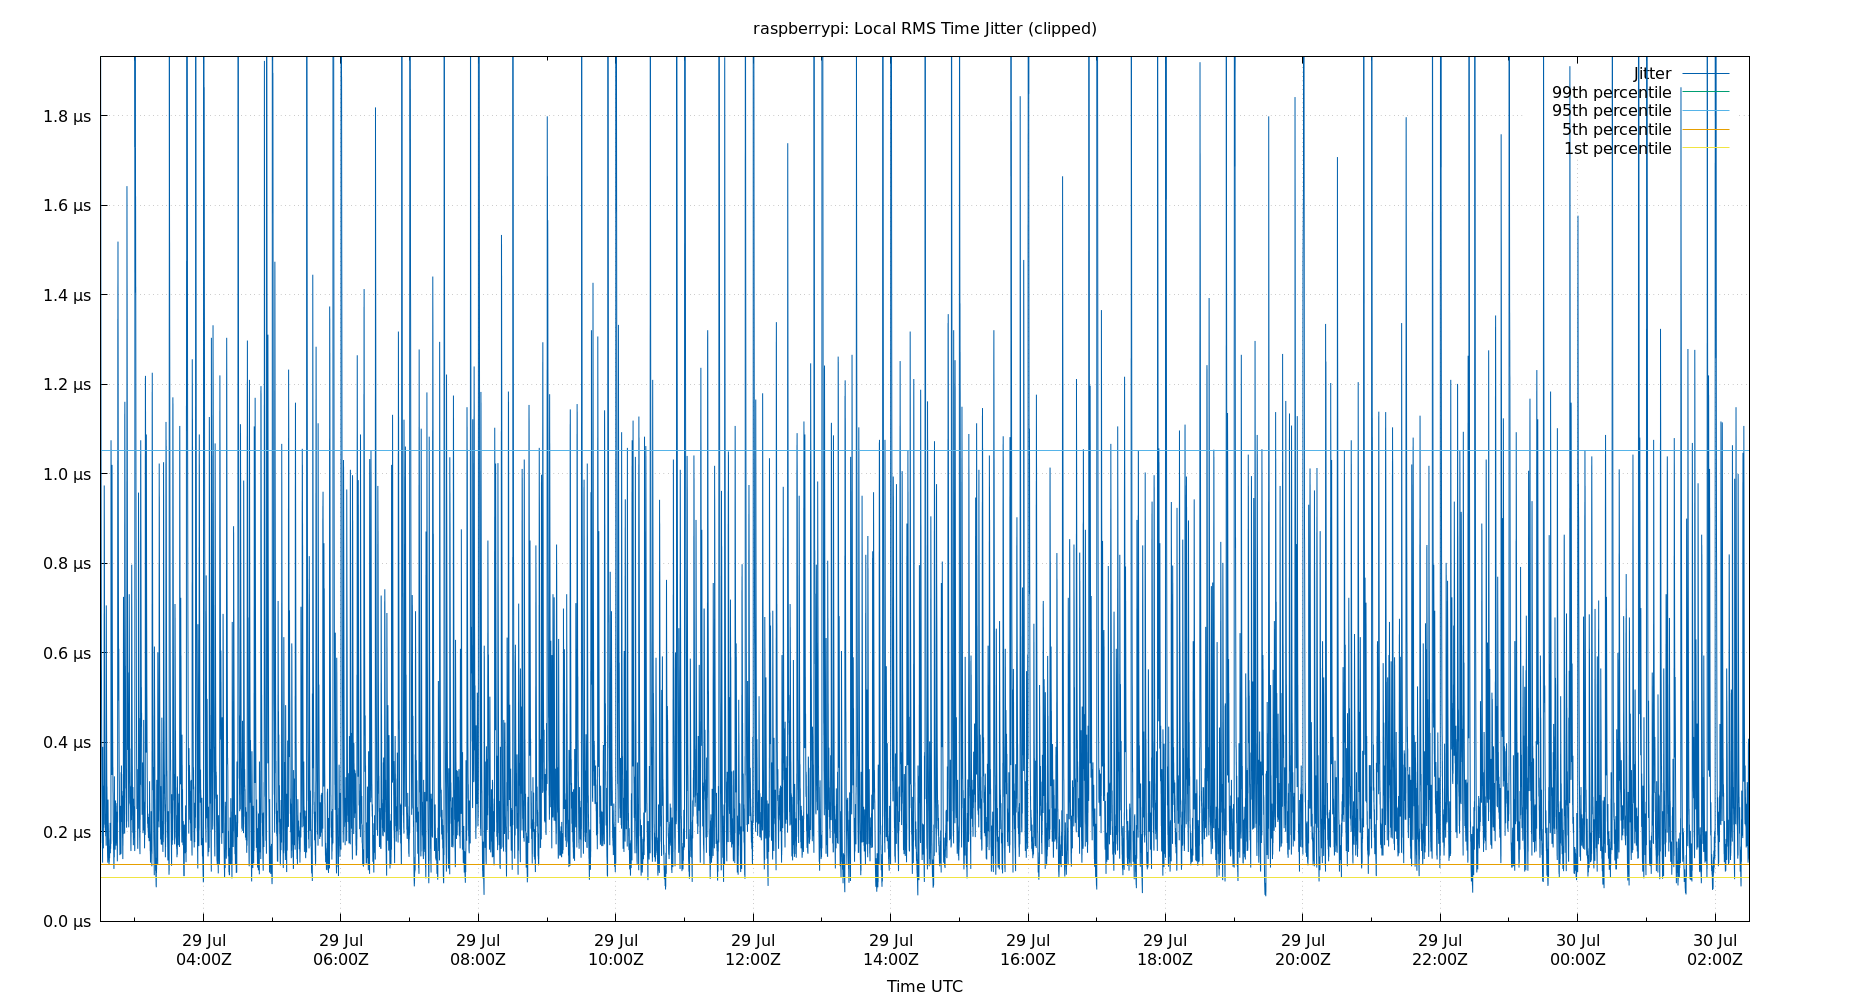 raspberrypi: Local RMS Time Jitter (clipped)
Jitter
99th percentile
95th percentile
5th percentile
1st percentile
1.8 µs
1.6 µs
1.4 µs
1.2 µs
1.0 µs
0.8 µs
0.6 µs
0.4 µs
0.2 µs
0.0 µs
29 Jul 29 Jul 29 Jul 29 Jul 29 Jul 29 Jul 29 Jul 29 Jul 29 Jul 29 Jul 30 Jul 30 Jul
04:00Z 06:00Z 08:00Z 10:00Z 12:00Z 14:00Z 16:00Z 18:00Z 20:00Z 22:00Z 00:00Z 02:00Z
Time UTC